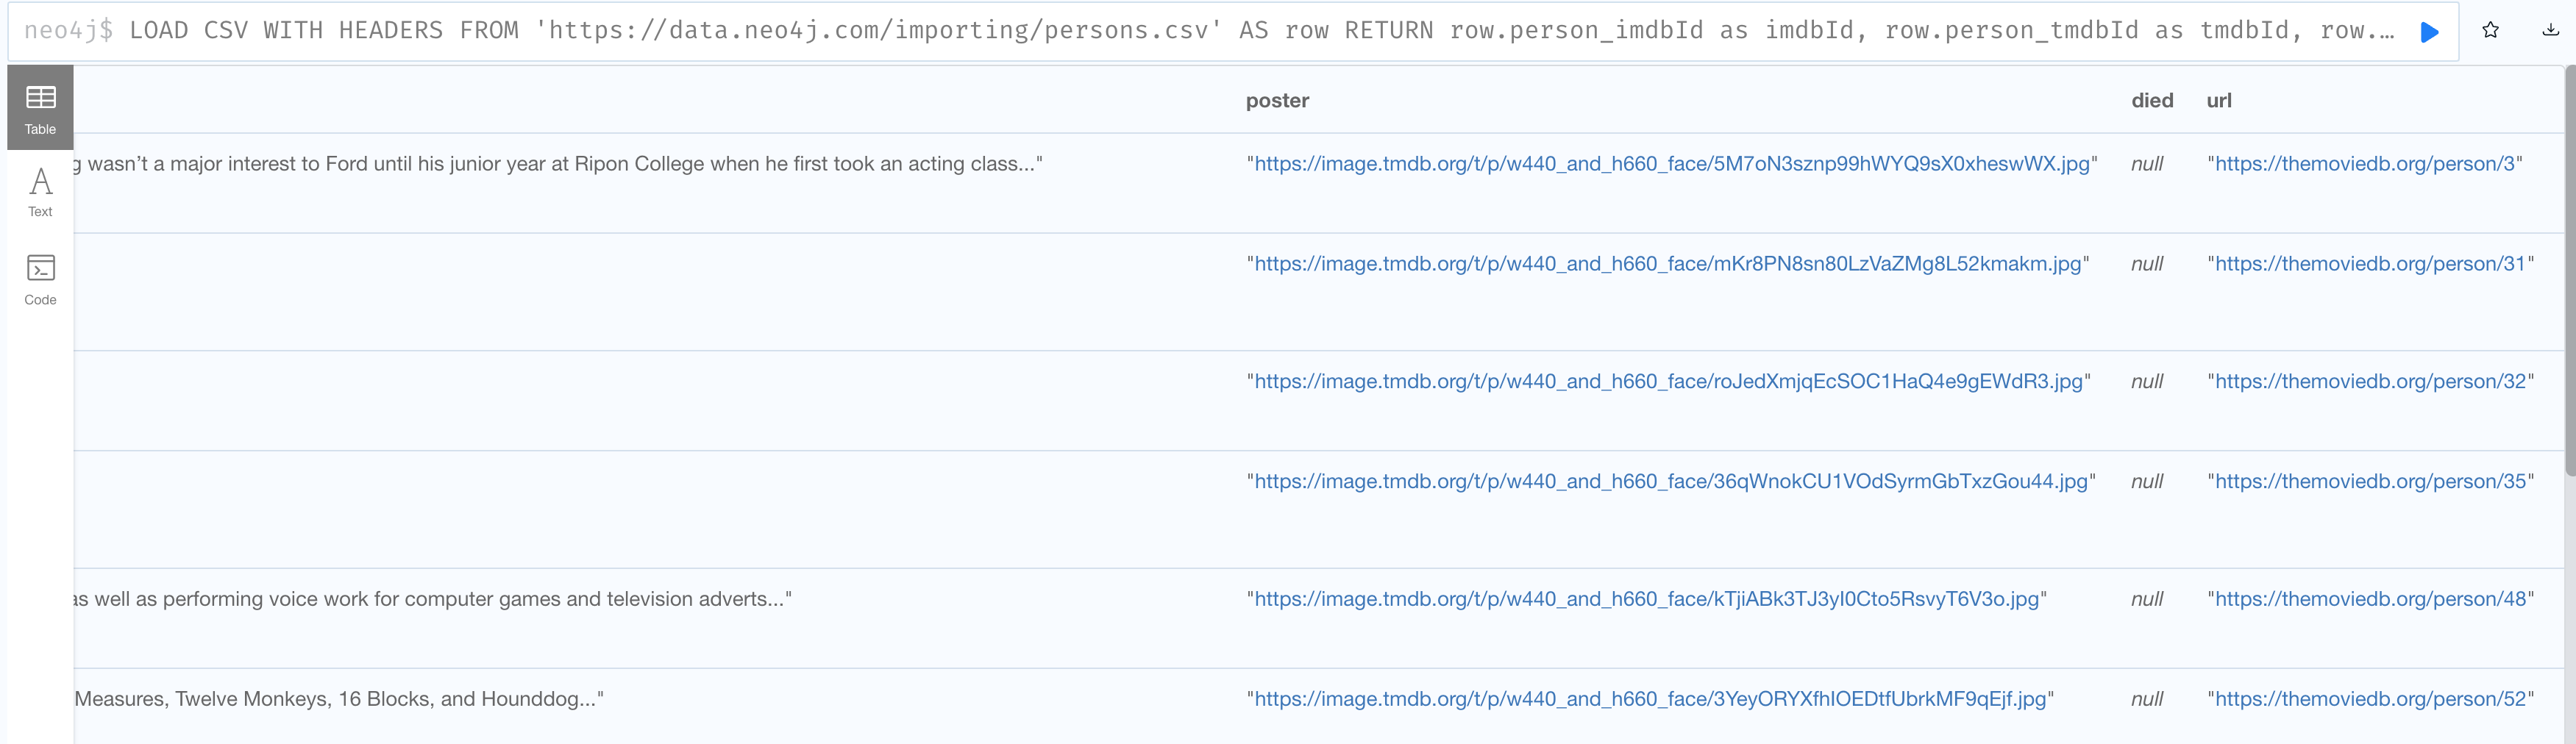 neo4j$ LOAD CSV WITH HEADERS FROM 'https://data.neo4j.com/importing/persons.csv' AS row RETURN row.person_imdbId as imdbId, row.person_tmdbId as tmdbId, row.…
Table
Text
Code
poster died url
g wasn’t a major interest to Ford until his junior year at Ripon College when he first took an acting class..." "https://image.tmdb.org/t/p/w440_and_h660_face/5M7oN3sznp99hWYQ9sX0xheswWX.jpg" null "https://themoviedb.org/person/3"
"https://image.tmdb.org/t/p/w440_and_h660_face/mKr8PN8sn80LzVaZMg8L52kmakm.jpg" null "https://themoviedb.org/person/31"
"https://image.tmdb.org/t/p/w440_and_h660_face/roJedXmjqEcSOC1HaQ4e9gEWdR3.jpg" null "https://themoviedb.org/person/32"
"https://image.tmdb.org/t/p/w440_and_h660_face/36qWnokCU1VOdSyrmGbTxzGou44.jpg" null "https://themoviedb.org/person/35"
as well as performing voice work for computer games and television adverts..." "https://image.tmdb.org/t/p/w440_and_h660_face/kTjiABk3TJ3yI0Cto5RsvyT6V3o.jpg" null "https://themoviedb.org/person/48"
Measures, Twelve Monkeys, 16 Blocks, and Hounddog..." "https://image.tmdb.org/t/p/w440_and_h660_face/3YeyORYXfhIOEDtfUbrkMF9qEjf.jpg" null "https://themoviedb.org/person/52"